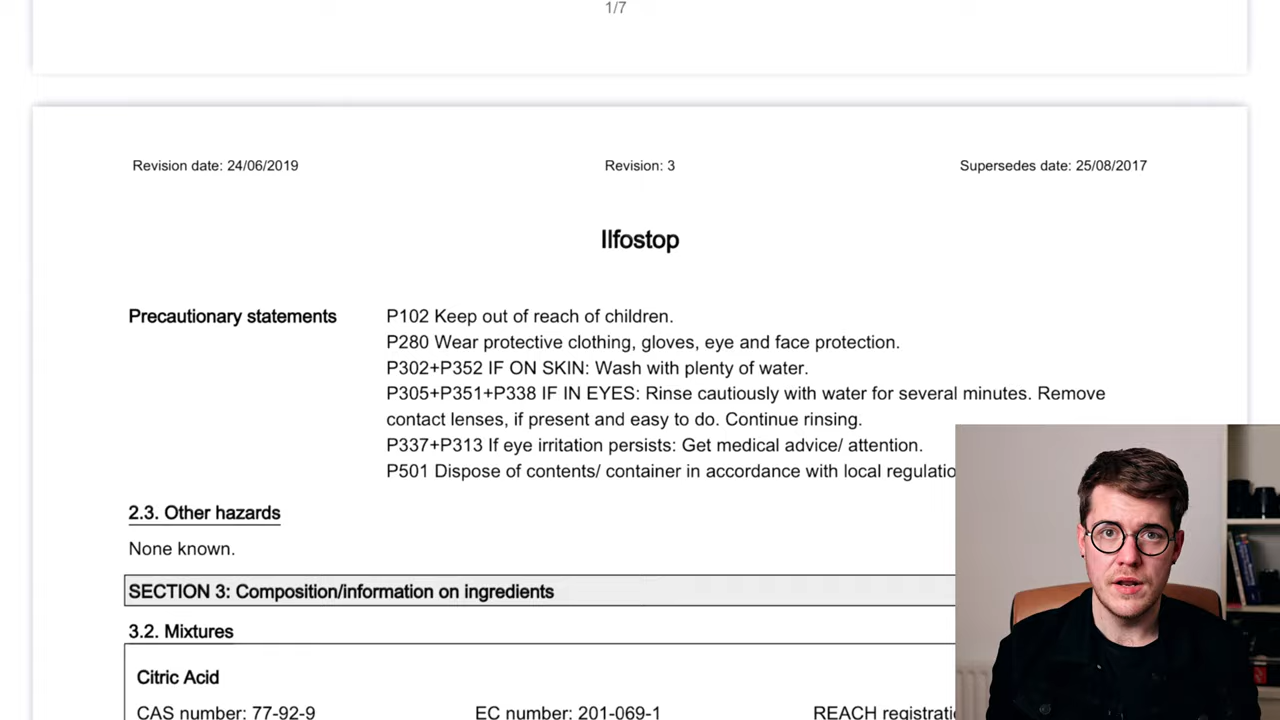 1/7
Revision date: 24/06/2019 Revision: 3 Supersedes date: 25/08/2017
Ilfostop
Precautionary statements P102 Keep out of reach of children.
P280 Wear protective clothing, gloves, eye and face protection.
P302+P352 IF ON SKIN: Wash with plenty of water.
P305+P351+P338 IF IN EYES: Rinse cautiously with water for several minutes. Remove
contact lenses, if present and easy to do. Continue rinsing.
P337+P313 If eye irritation persists: Get medical advice/ attention.
P501 Dispose of contents/ container in accordance with local regulatio
2.3. Other hazards
None known.
SECTION 3: Composition/information on ingredients
3.2. Mixtures
Citric Acid
CAS number: 77-92-9 EC number: 201-069-1 REACH registrati